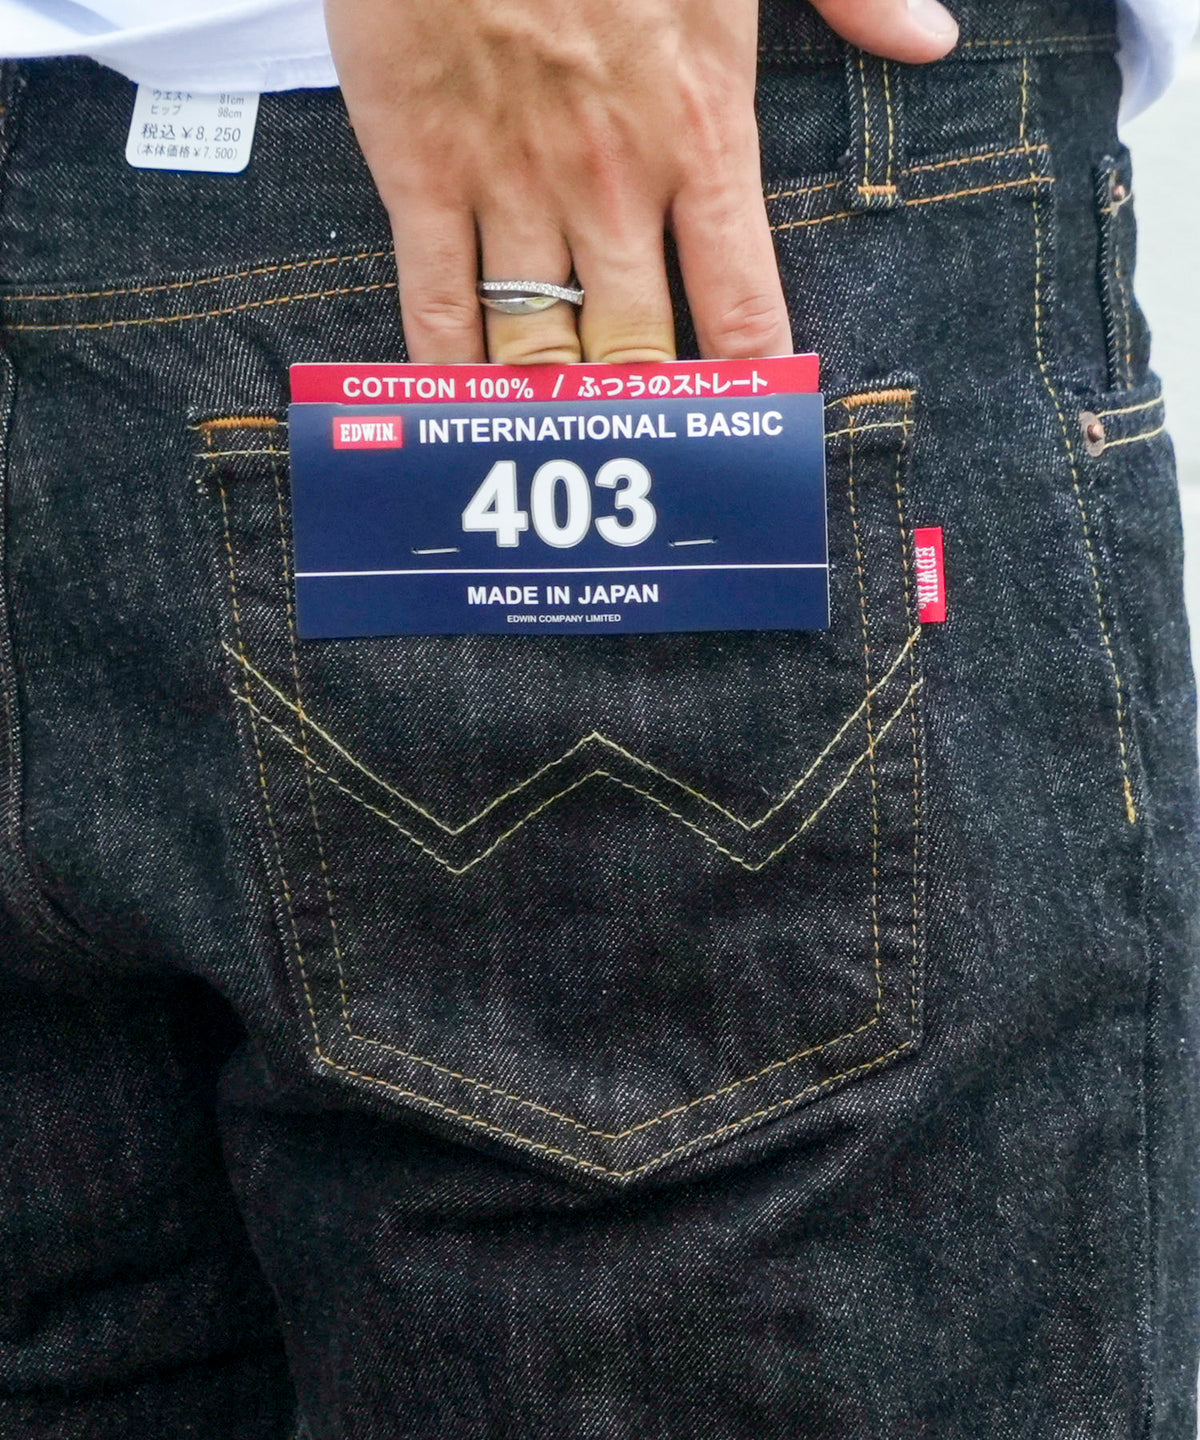 ウエスト 81cm
ヒップ 98cm
税込¥8,250
(本体価格¥7,500)
COTTON 100% / ふつうのストレート
EDWIN® INTERNATIONAL BASIC
403
MADE IN JAPAN
EDWIN COMPANY LIMITED
EDWIN®